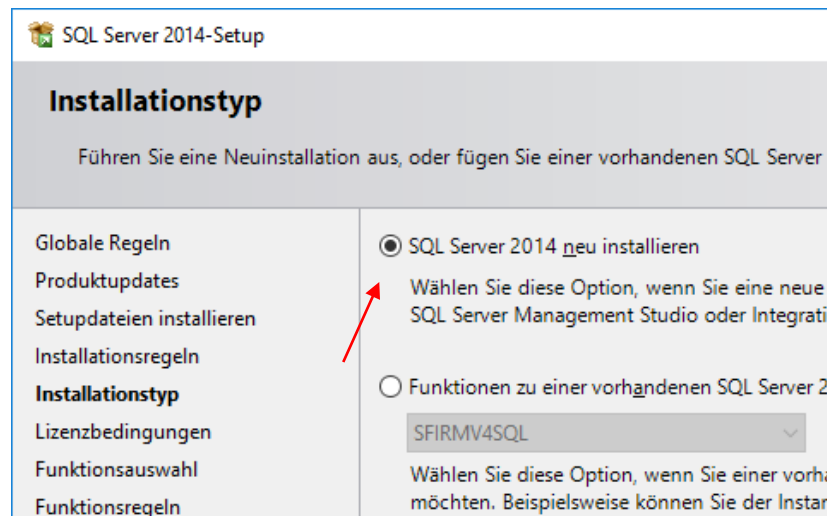 SQL Server 2014-Setup
Installationstyp
Führen Sie eine Neuinstallation aus, oder fügen Sie einer vorhandenen SQL Server
Globale Regeln
Produktupdates
Setupdateien installieren
Installationsregeln
Installationstyp
Lizenzbedingungen
Funktionsauswahl
Funktionsregeln
SQL Server 2014 neu installieren
Wählen Sie diese Option, wenn Sie eine neue
SQL Server Management Studio oder Integrati
Funktionen zu einer vorhandenen SQL Server 2
SFIRMV4SQL
Wählen Sie diese Option, wenn Sie einer vorha
möchten. Beispielsweise können Sie der Instan